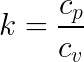 k = \frac{c_p}{c_v}